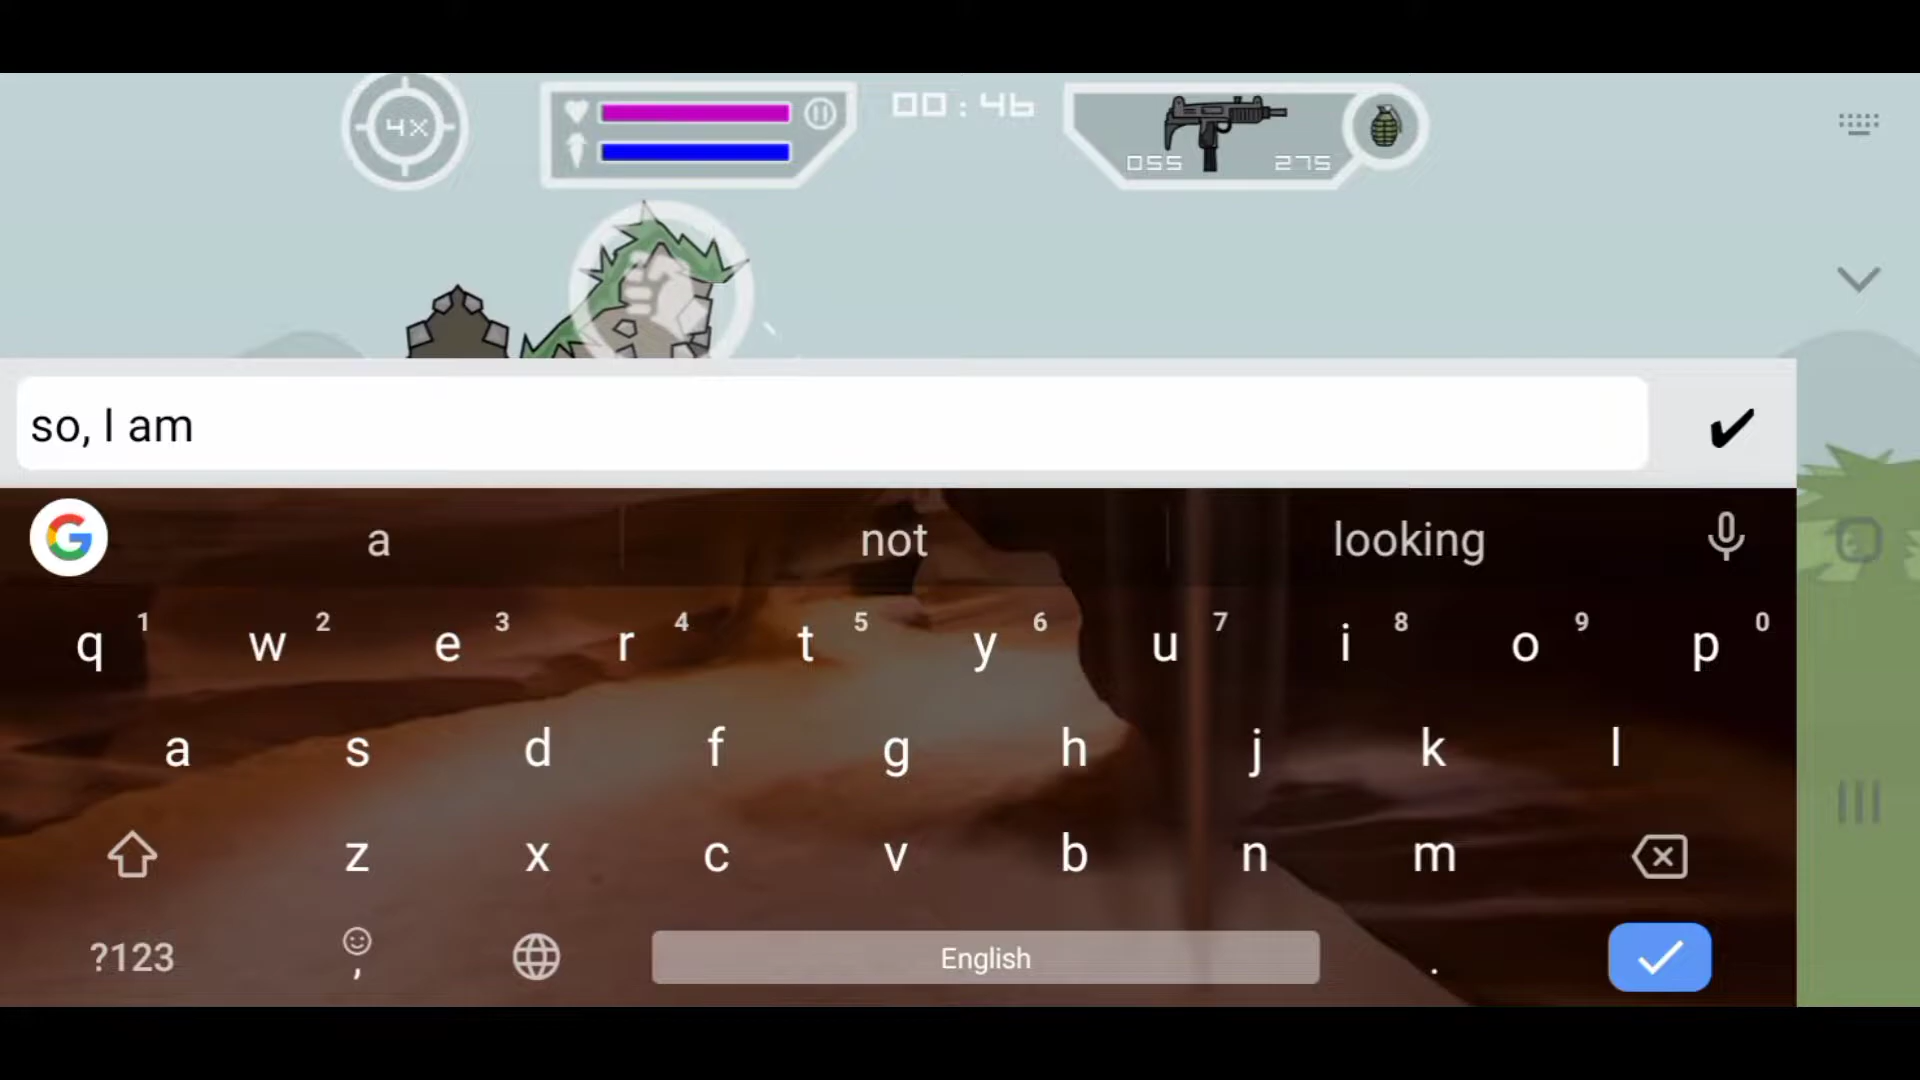 4X
00:46
055 275
so, I am
a not looking
q 1 w 2 e 3 r 4 t 5 y 6 u 7 i 8 o 9 p 0
a s d f g h j k l
z x c v b n m
?123 , English .